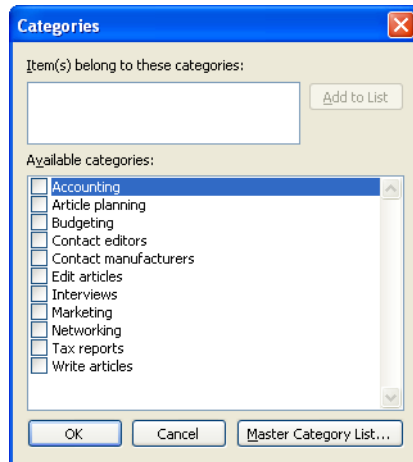 Categories
Item(s) belong to these categories:
Add to List
Available categories:
Accounting
Article planning
Budgeting
Contact editors
Contact manufacturers
Edit articles
Interviews
Marketing
Networking
Tax reports
Write articles
OK Cancel Master Category List...